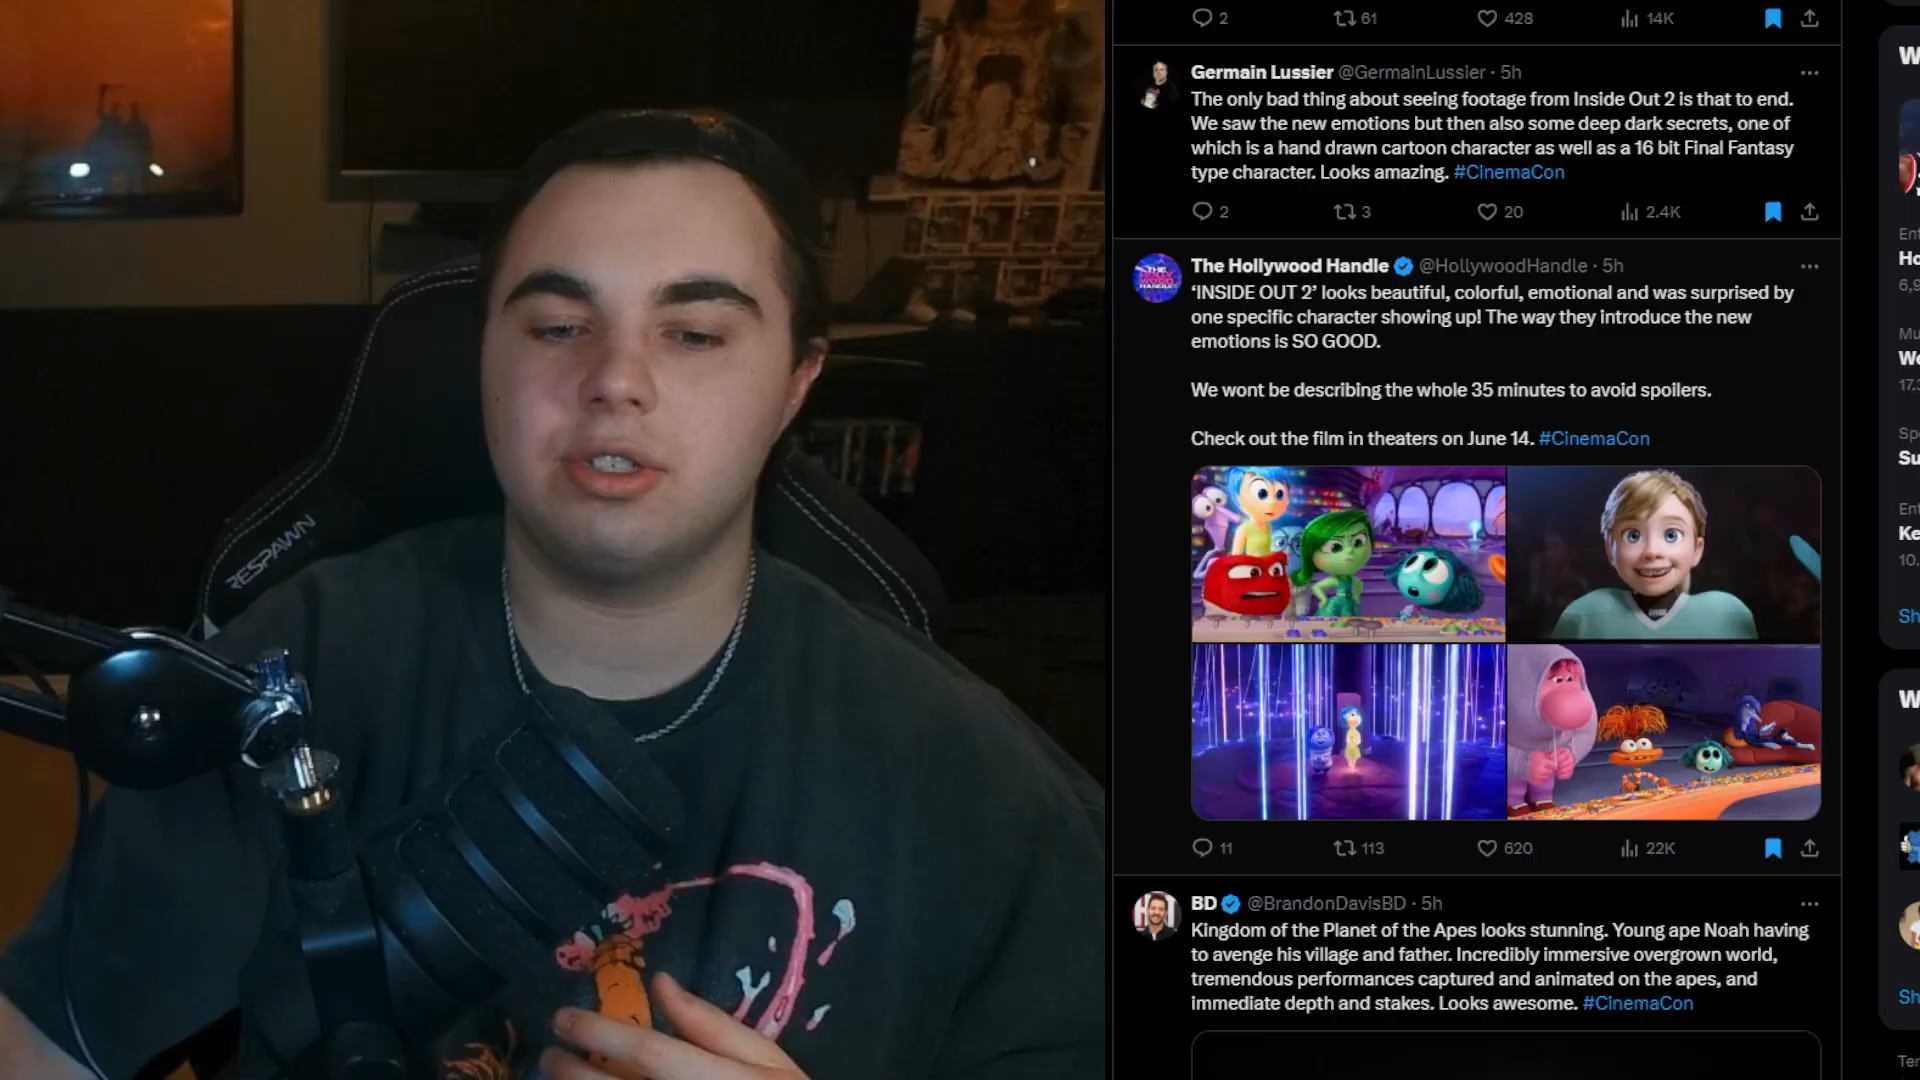 2 61 428 14K
Germain Lussier @GermainLussier · 5h
The only bad thing about seeing footage from Inside Out 2 is that to end.
We saw the new emotions but then also some deep dark secrets, one of
which is a hand drawn cartoon character as well as a 16 bit Final Fantasy
type character. Looks amazing. #CinemaCon
2 3 20 2.4K
The Hollywood Handle @HollywoodHandle · 5h
‘INSIDE OUT 2’ looks beautiful, colorful, emotional and was surprised by
one specific character showing up! The way they introduce the new
emotions is SO GOOD.
We wont be describing the whole 35 minutes to avoid spoilers.
Check out the film in theaters on June 14. #CinemaCon
11 113 620 22K
BD @BrandonDavisBD · 5h
Kingdom of the Planet of the Apes looks stunning. Young ape Noah having
to avenge his village and father. Incredibly immersive overgrown world,
tremendous performances captured and animated on the apes, and
immediate depth and stakes. Looks awesome. #CinemaCon
RESPAWN